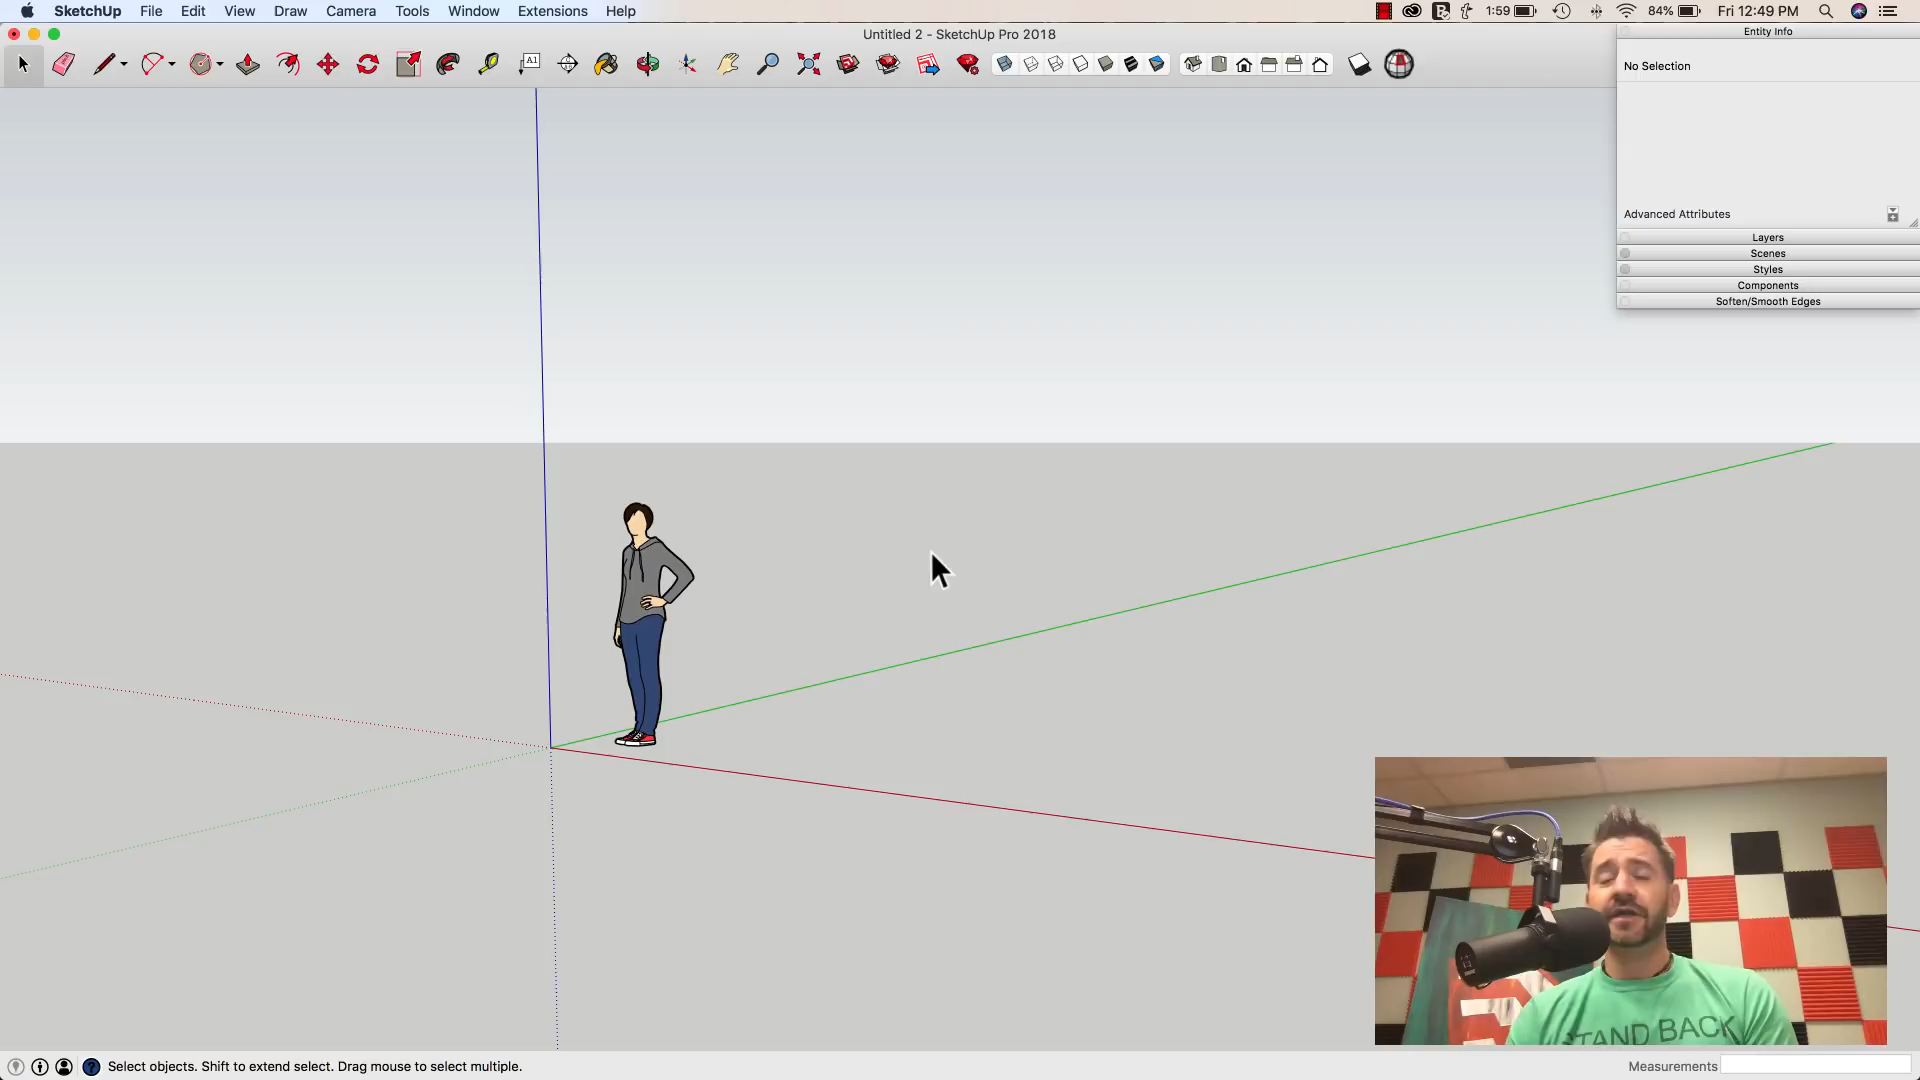 SketchUp File Edit View Draw Camera Tools Window Extensions Help
1:59 84% Fri 12:49 PM
Untitled 2 - SketchUp Pro 2018
A1
Entity Info
No Selection
Advanced Attributes
Layers
Scenes
Styles
Components
Soften/Smooth Edges
TAND BACK
Select objects. Shift to extend select. Drag mouse to select multiple.
Measurements